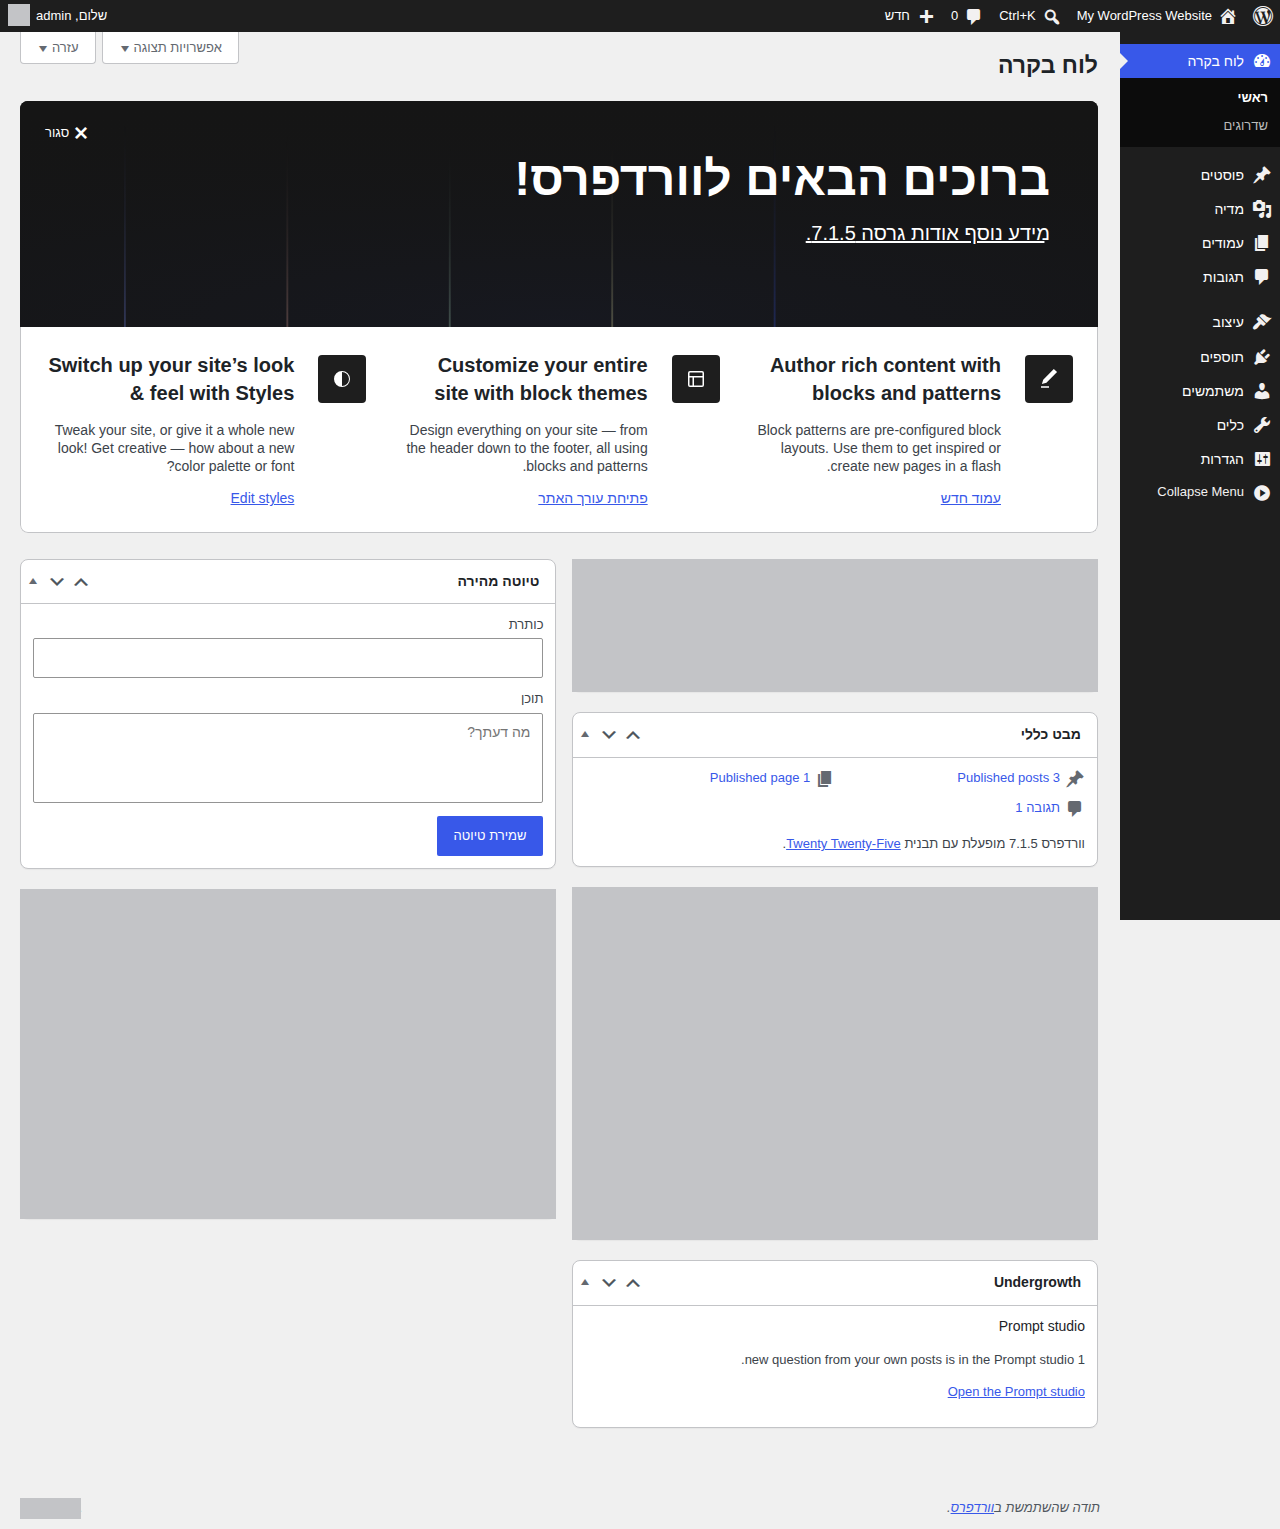 My WordPress Website
Ctrl+K
0
חדש
שלום, admin
לוח בקרה
ראשי
שדרוגים
פוסטים
מדיה
עמודים
תגובות
עיצוב
תוספים
משתמשים
כלים
הגדרות
Collapse Menu
אפשרויות תצוגה
עזרה
לוח בקרה
סגור
ברוכים הבאים לוורדפרס!
מידע נוסף אודות גרסה 7.1.5.
Author rich content with
blocks and patterns
Block patterns are pre-configured block
layouts. Use them to get inspired or
create new pages in a flash.
עמוד חדש
Customize your entire
site with block themes
Design everything on your site — from
the header down to the footer, all using
blocks and patterns.
פתיחת עורך האתר
Switch up your site’s look
& feel with Styles
Tweak your site, or give it a whole new
look! Get creative — how about a new
color palette or font?
Edit styles
מבט כללי
3 Published posts
1 Published page
1 תגובה
וורדפרס 7.1.5 מופעלת עם תבנית Twenty Twenty-Five.
Undergrowth
Prompt studio
1 new question from your own posts is in the Prompt studio.
Open the Prompt studio
טיוטה מהירה
כותרת
תוכן
מה דעתך?
שמירת טיוטה
תודה שהשתמשת בוורדפרס.